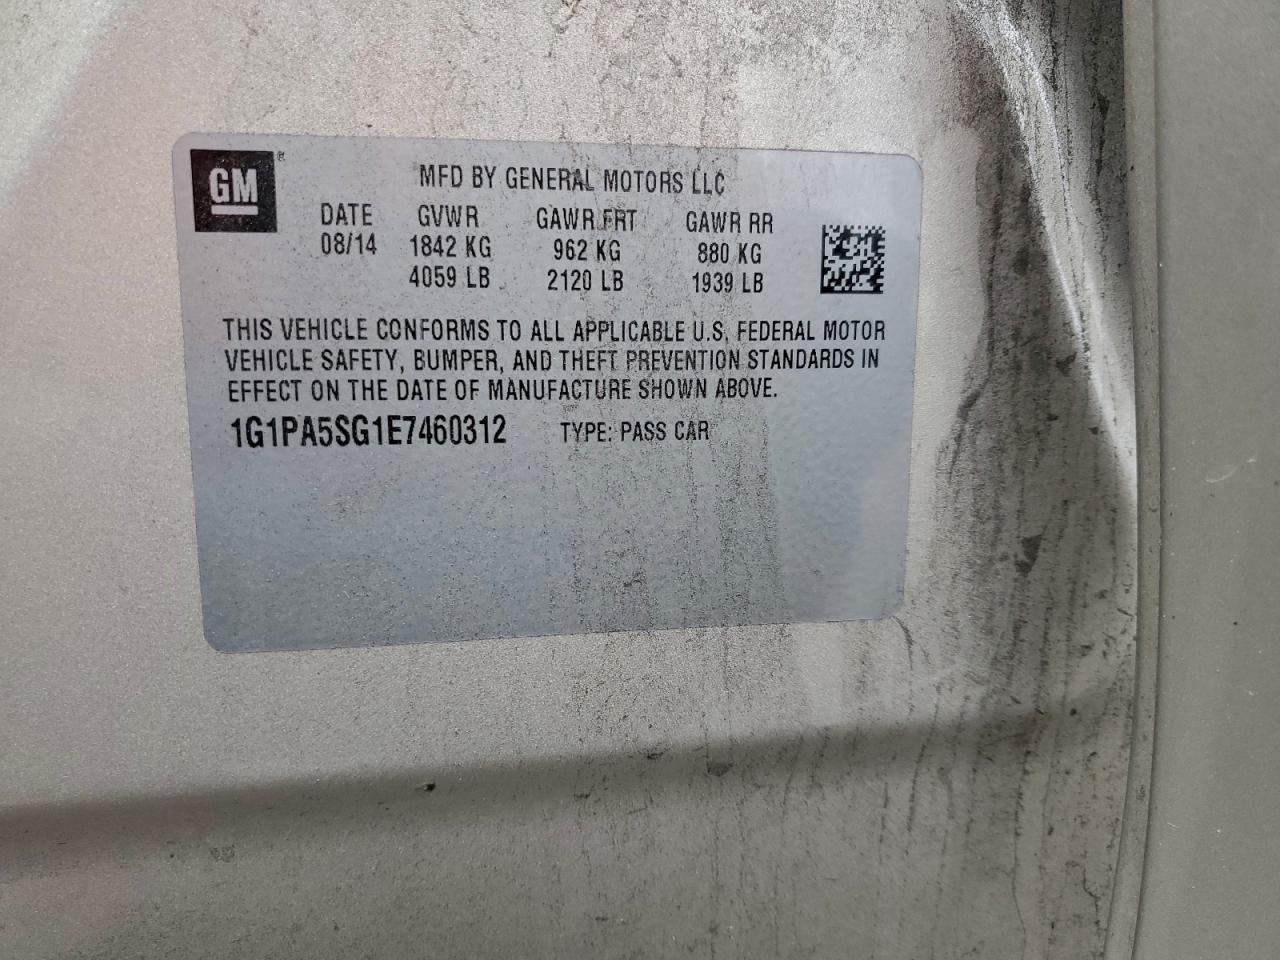 GM®
MFD BY GENERAL MOTORS LLC
DATE GVWR GAWR FRT GAWR RR
08/14 1842 KG 962 KG 880 KG
4059 LB 2120 LB 1939 LB
THIS VEHICLE CONFORMS TO ALL APPLICABLE U.S. FEDERAL MOTOR
VEHICLE SAFETY, BUMPER, AND THEFT PREVENTION STANDARDS IN
EFFECT ON THE DATE OF MANUFACTURE SHOWN ABOVE.
1G1PA5SG1E7460312 TYPE: PASS CAR